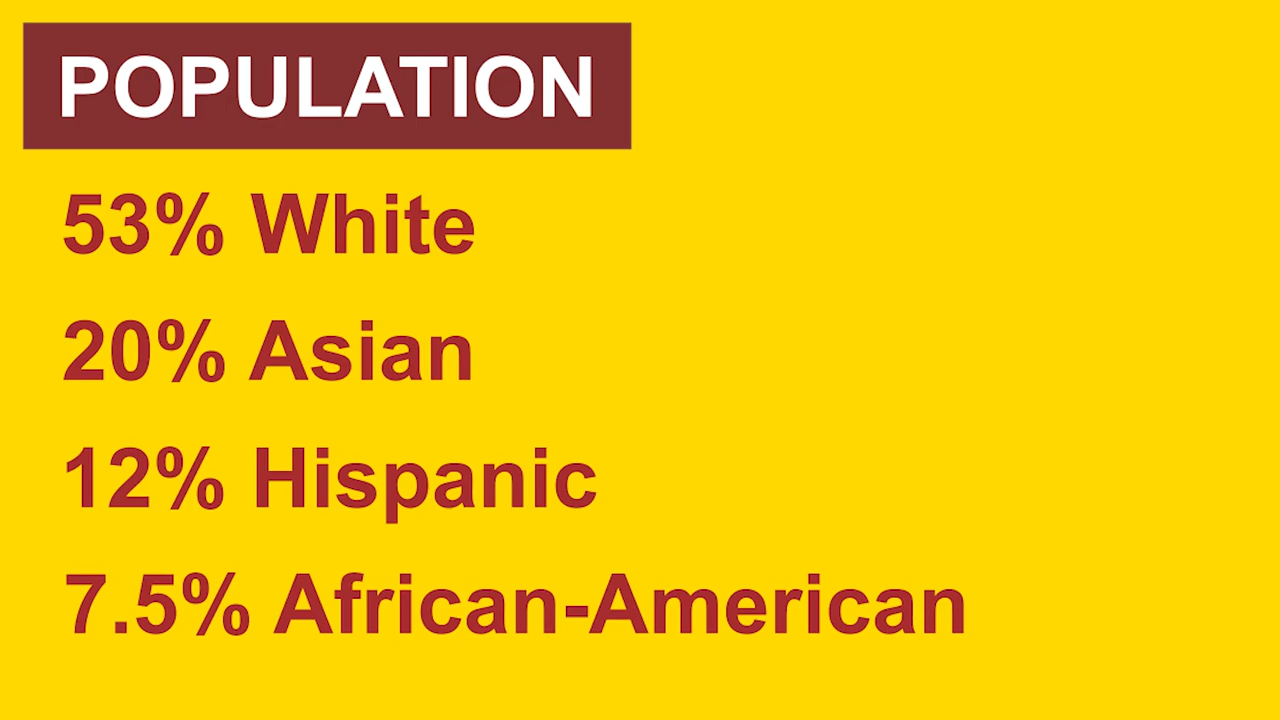 POPULATION
53% White
20% Asian
12% Hispanic
7.5% African-American